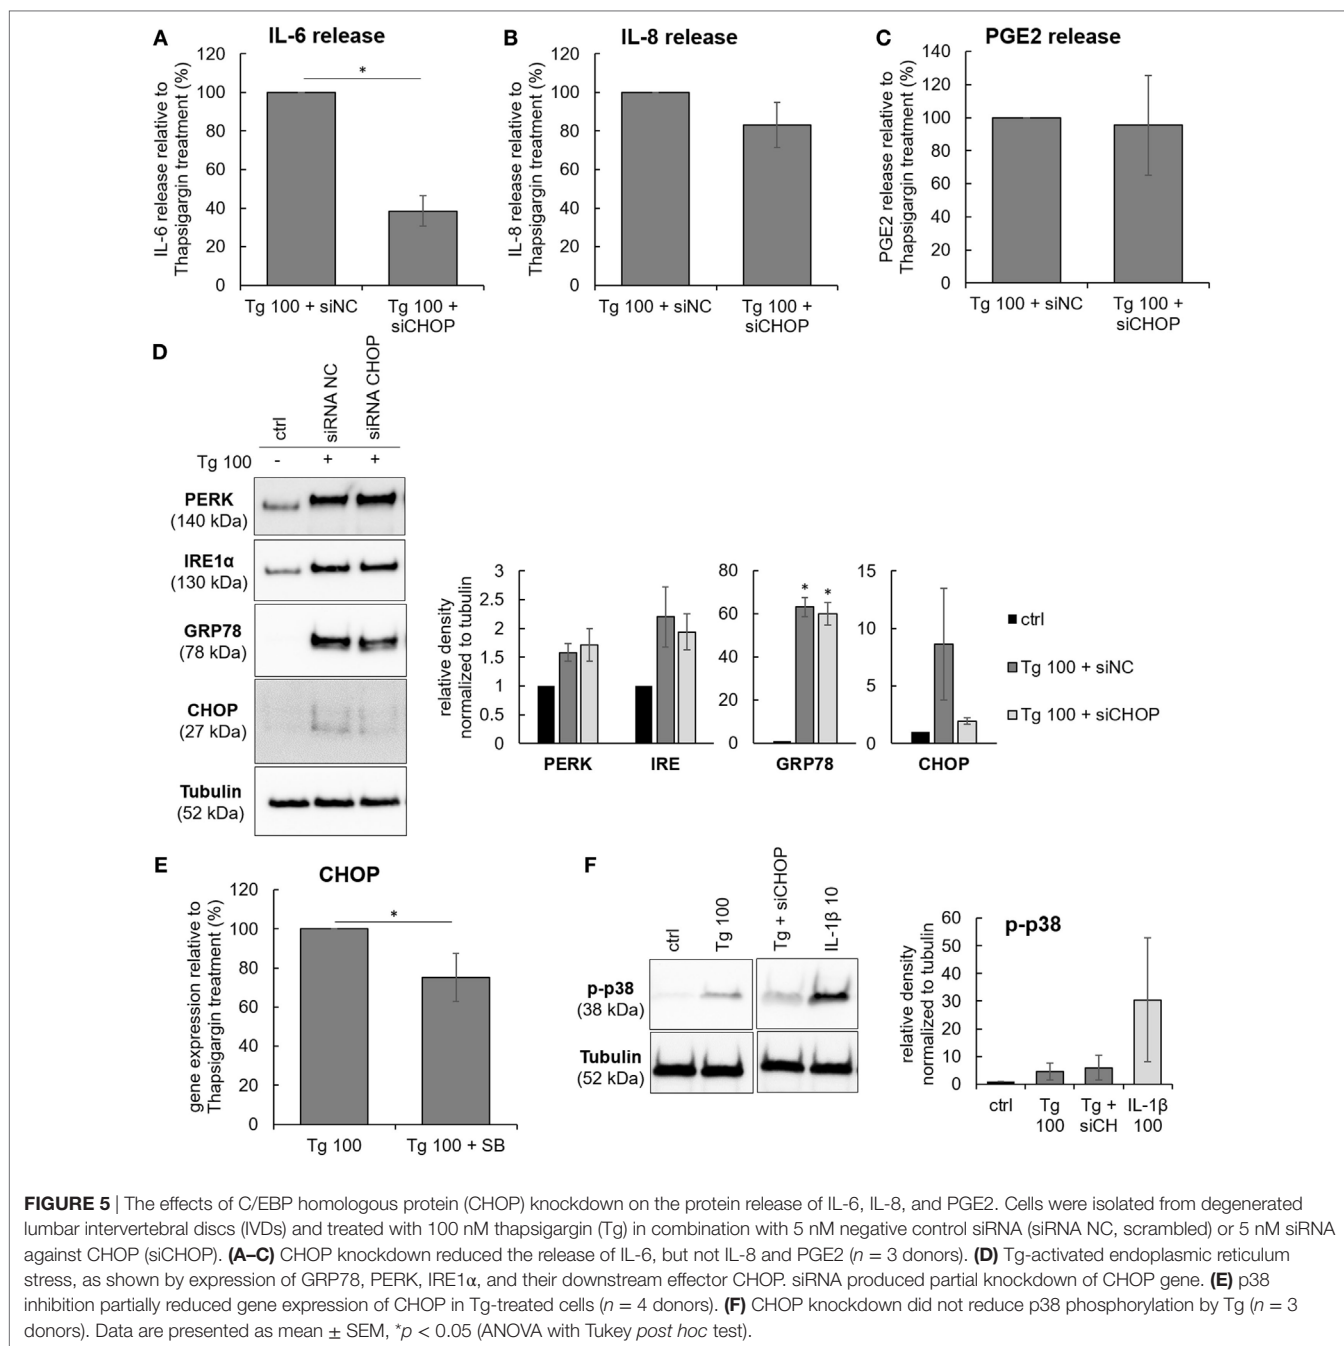 A
IL-6 release
IL-6 release relative to
Thapsigargin treatment (%)
120
100
80
60
40
20
0
*
Tg 100 + siNC
Tg 100 +
siCHOP
B
IL-8 release
IL-8 release relative to
Thapsigargin treatment (%)
120
100
80
60
40
20
0
Tg 100 + siNC
Tg 100 +
siCHOP
C
PGE2 release
PGE2 release relative to
Thapsigargin treatment (%)
140
120
100
80
60
40
20
0
Tg 100 + siNC
Tg 100 +
siCHOP
D
ctrl
siRNA NC
siRNA CHOP
Tg 100 - + +
PERK
(140 kDa)
IRE1α
(130 kDa)
GRP78
(78 kDa)
CHOP
(27 kDa)
Tubulin
(52 kDa)
relative density
normalized to tubulin
3
2.5
2
1.5
1
0.5
0
PERK
IRE
80
60
40
20
0
* *
GRP78
15
10
5
0
CHOP
ctrl
Tg 100 + siNC
Tg 100 + siCHOP
E
CHOP
gene expression relative to
Thapsigargin treatment (%)
120
100
80
60
40
20
0
*
Tg 100
Tg 100 + SB
F
ctrl
Tg 100
Tg + siCHOP
IL-1β 10
p-p38
(38 kDa)
Tubulin
(52 kDa)
p-p38
relative density
normalized to tubulin
60
50
40
30
20
10
0
ctrl
Tg
100
Tg +
siCH
IL-1β
100
FIGURE 5 | The effects of C/EBP homologous protein (CHOP) knockdown on the protein release of IL-6, IL-8, and PGE2. Cells were isolated from degenerated
lumbar intervertebral discs (IVDs) and treated with 100 nM thapsigargin (Tg) in combination with 5 nM negative control siRNA (siRNA NC, scrambled) or 5 nM siRNA
against CHOP (siCHOP). (A–C) CHOP knockdown reduced the release of IL-6, but not IL-8 and PGE2 (n = 3 donors). (D) Tg-activated endoplasmic reticulum
stress, as shown by expression of GRP78, PERK, IRE1α, and their downstream effector CHOP. siRNA produced partial knockdown of CHOP gene. (E) p38
inhibition partially reduced gene expression of CHOP in Tg-treated cells (n = 4 donors). (F) CHOP knockdown did not reduce p38 phosphorylation by Tg (n = 3
donors). Data are presented as mean ± SEM, *p < 0.05 (ANOVA with Tukey post hoc test).